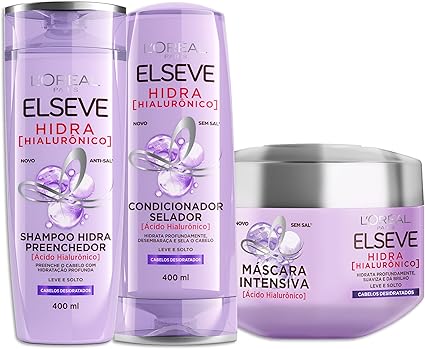 L'ORÉAL
PARIS
ELSEVE
HIDRA
[HIALURÔNICO]
NOVO
ANTI-SAL¹
SHAMPOO HIDRA
PREENCHEDOR
[Ácido Hialurônico]
PREENCHE O CABELO COM
HIDRATAÇÃO PROFUNDA
LEVE E SOLTO
CABELOS DESIDRATADOS
400 ml
L'ORÉAL
PARIS
ELSEVE
HIDRA
[HIALURÔNICO]
NOVO
SEM SAL¹
CONDICIONADOR
SELADOR
[Ácido Hialurônico]
HIDRATA PROFUNDAMENTE,
DESEMBARAÇA E SELA O CABELO
LEVE E SOLTO
CABELOS DESIDRATADOS
400 ml
NOVO
SEM SAL¹
MÁSCARA
INTENSIVA
[Ácido Hialurônico]
L'ORÉAL
PARIS
ELSEVE
HIDRA
[HIALURÔNICO]
HIDRATA PROFUNDAMENTE,
SUAVIZA E DÁ BRILHO
LEVE E SOLTO
CABELOS DESIDRATADOS